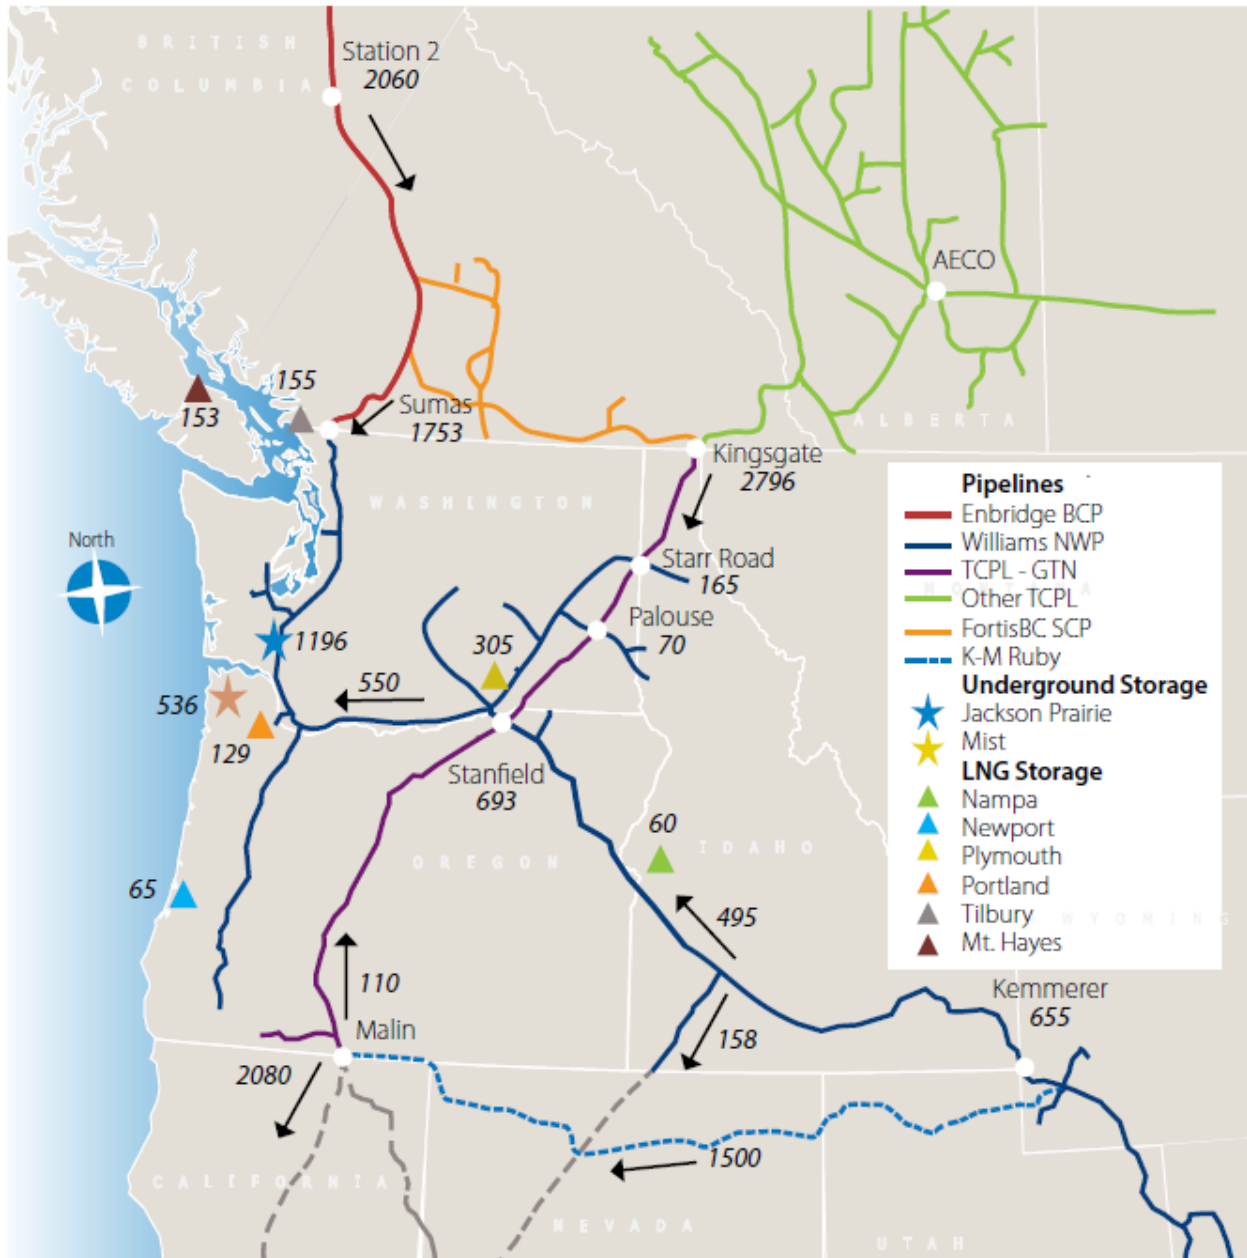 BRITISH
COLUMBIA
Station 2
2060
AECO
155
153
Sumas
1753
ALBERTA
Kingsgate
2796
WASHINGTON
North
Starr Road
165
Palouse
70
1196
305
550
536
129
Stanfield
693
60
OREGON
IDAHO
65
495
110
158
Malin
2080
Kemmerer
655
1500
CALIFORNIA
NEVADA
UTAH
MONTANA
WYOMING
Pipelines
Enbridge BCP
Williams NWP
TCPL - GTN
Other TCPL
FortisBC SCP
K-M Ruby
Underground Storage
Jackson Prairie
Mist
LNG Storage
Nampa
Newport
Plymouth
Portland
Tilbury
Mt. Hayes